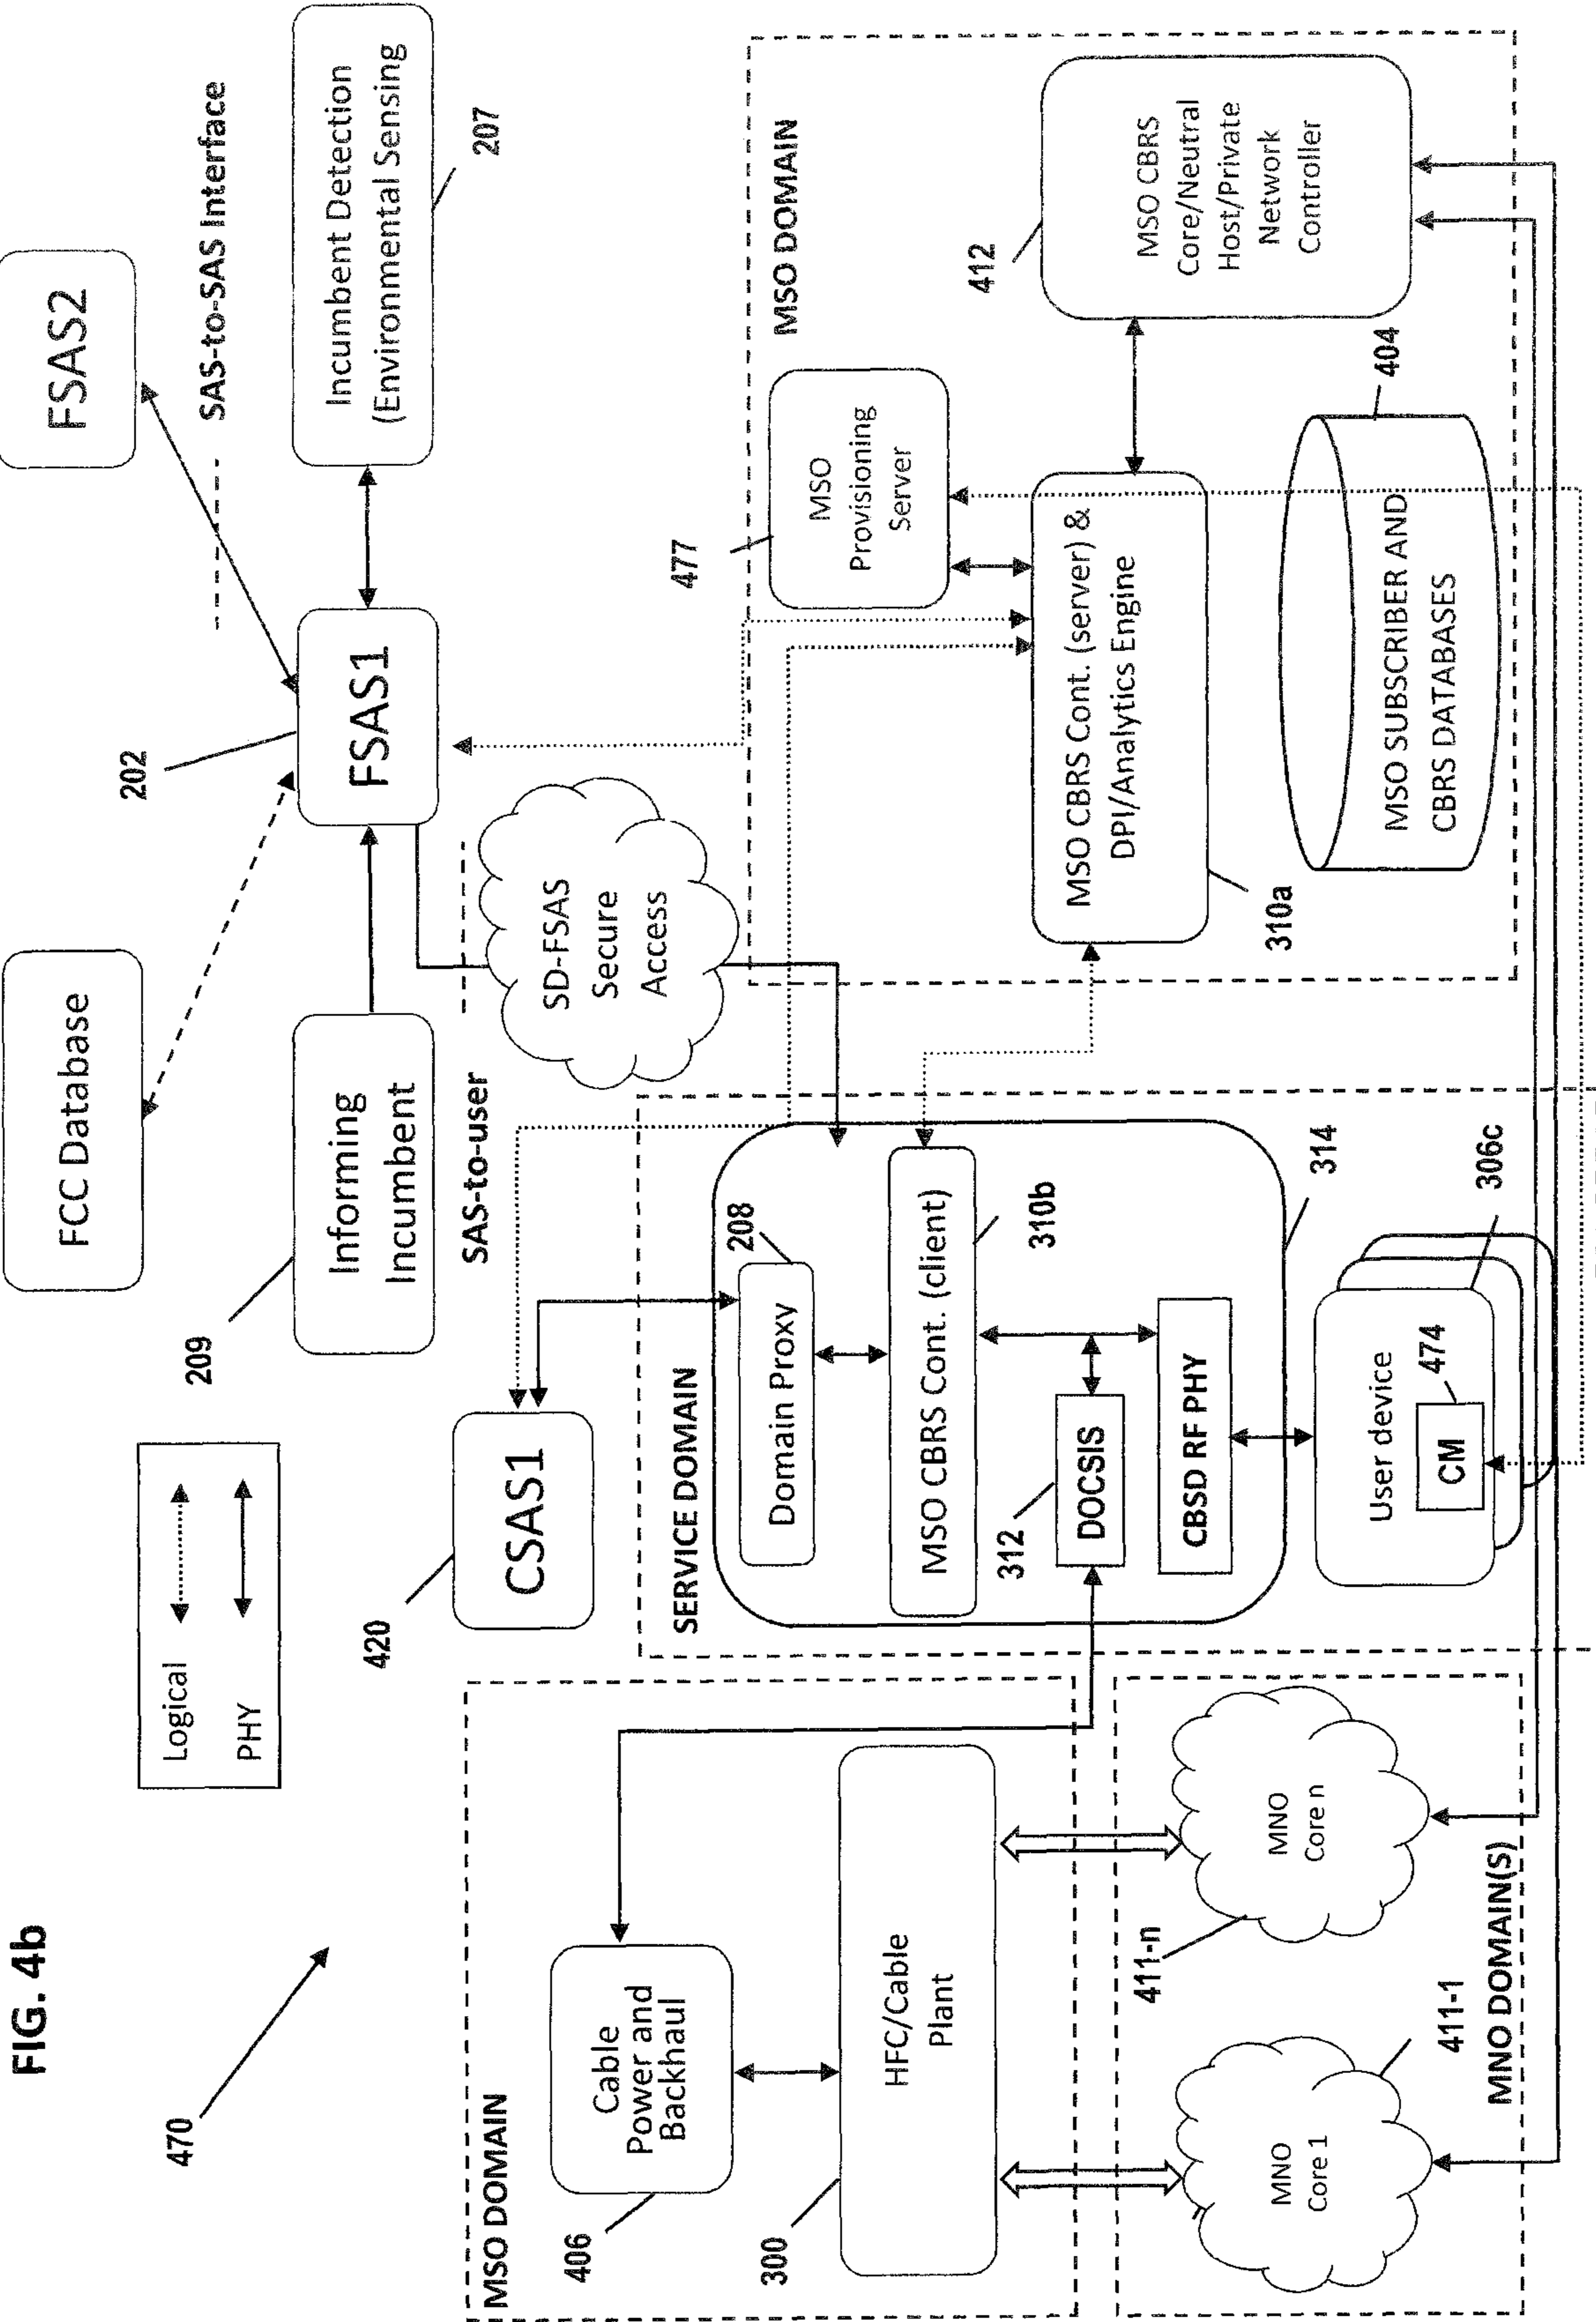 FIG. 4b
470
Logical
PHY
FCC Database
FSAS2
202
SAS-to-SAS Interface
209
Informing
Incumbent
FSAS1
Incumbent Detection
(Environmental Sensing
207
SAS-to-user
420
CSAS1
SD-FSAS
Secure
Access
MSO DOMAIN
406
Cable
Power and
Backhaul
300
HFC/Cable
Plant
SERVICE DOMAIN
208
Domain Proxy
MSO CBRS Cont. (client)
310b
312
DOCSIS
CBSD RF PHY
314
User device
CM
474
306c
MSO DOMAIN
477
MSO
Provisioning
Server
412
MSO CBRS
Core/Neutral
Host/Private
Network
Controller
MSO CBRS Cont. (server) &
DPI/Analytics Engine
310a
404
MSO SUBSCRIBER AND
CBRS DATABASES
MNO
Core 1
411-1
MNO
Core n
411-n
MNO DOMAIN(S)